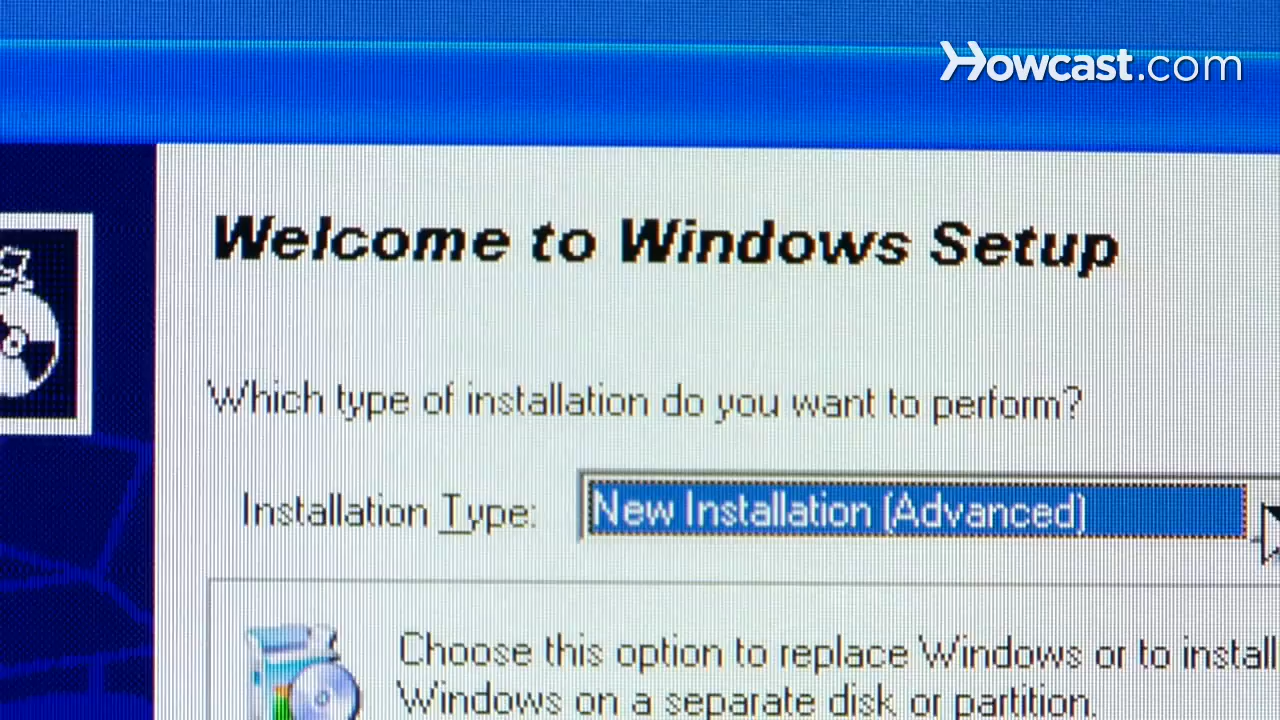 Howcast.com
Welcome to Windows Setup
Which type of installation do you want to perform?
Installation Type: New Installation (Advanced)
Choose this option to replace Windows or to install
Windows on a separate disk or partition.